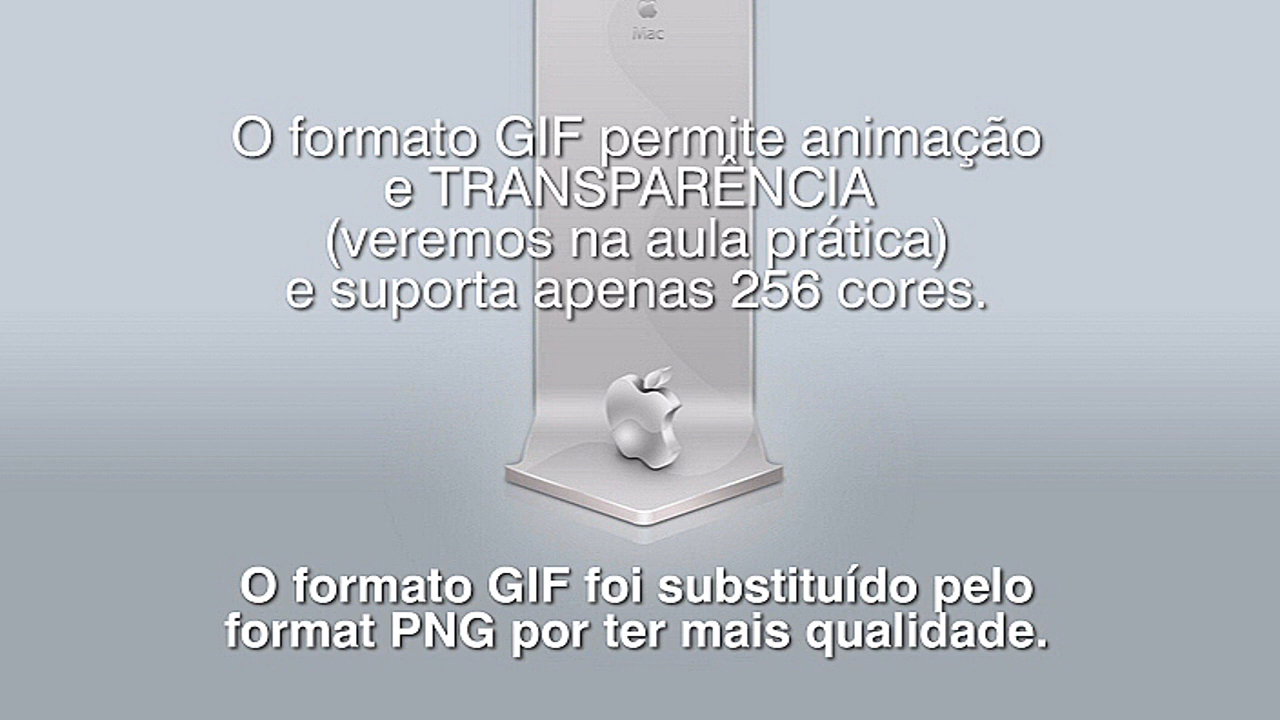 iMac
O formato GIF permite animação
e TRANSPARÊNCIA
(veremos na aula prática)
e suporta apenas 256 cores.
O formato GIF foi substituído pelo
format PNG por ter mais qualidade.